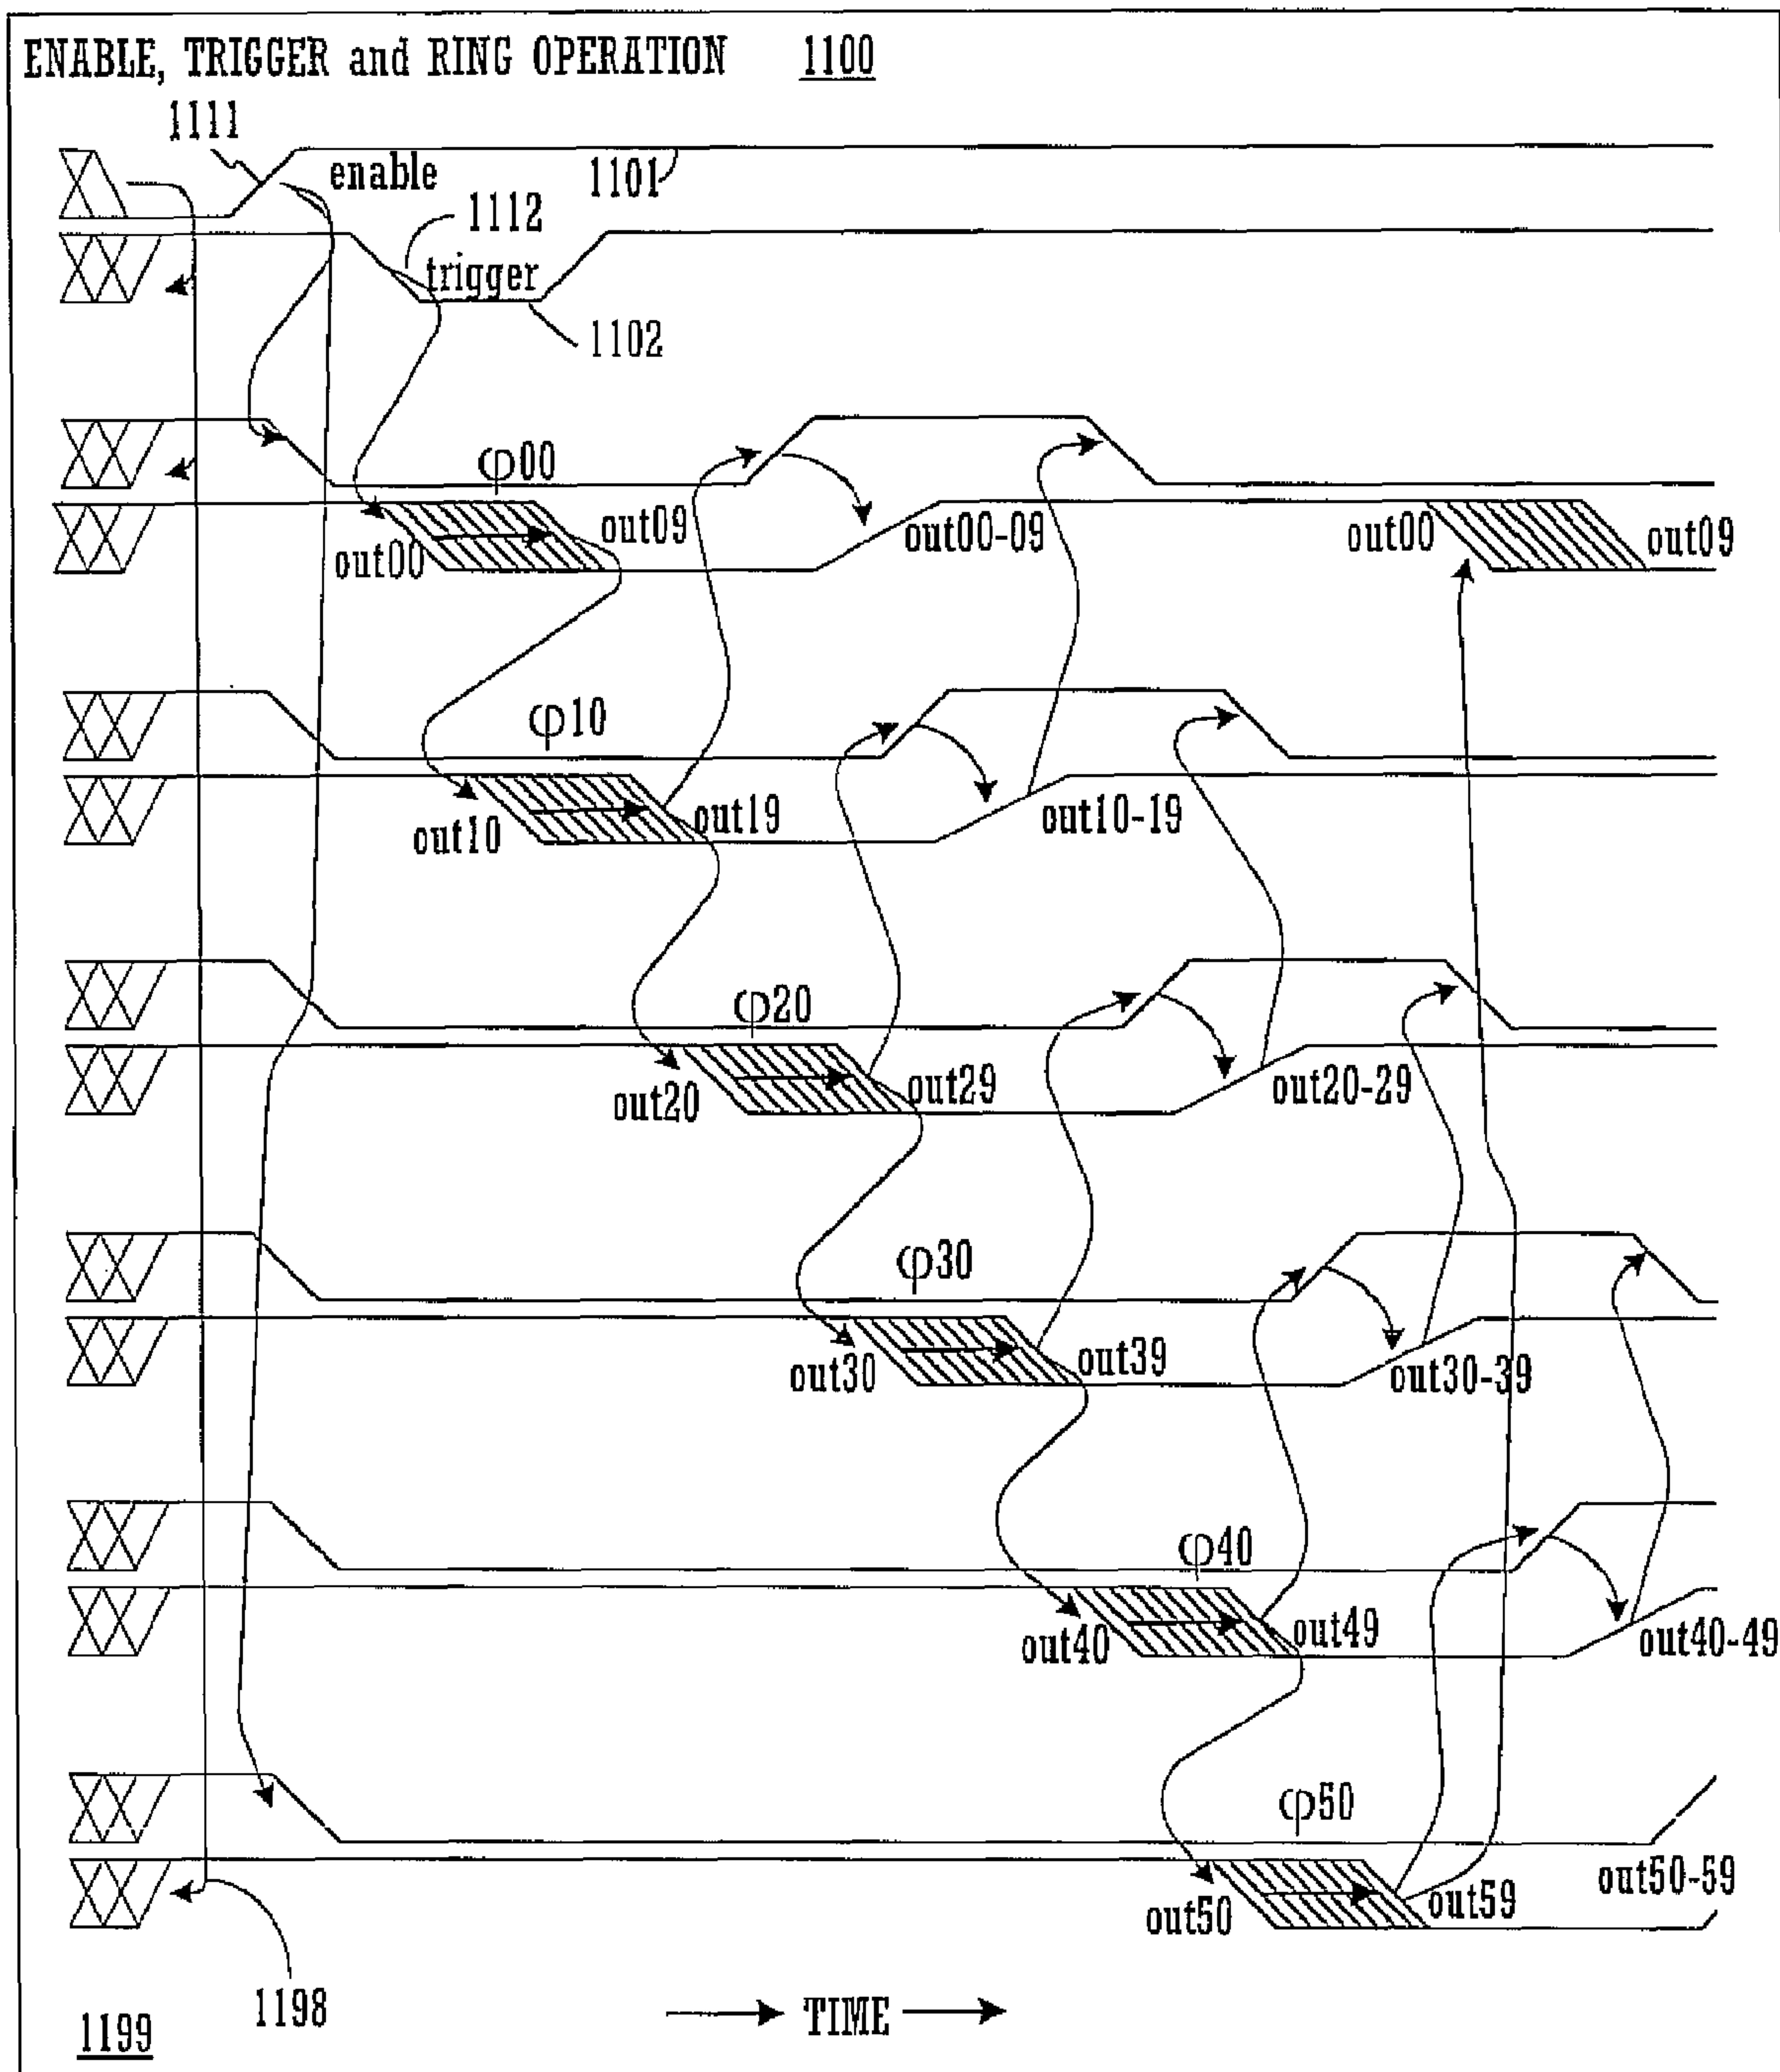 ENABLE, TRIGGER and RING OPERATION 1100
1111
enable
1101
1112
trigger
1102
φ00
out00
out09
out00-09
out00
out09
φ10
out10
out19
out10-19
φ20
out20
out29
out20-29
φ30
out30
out39
out30-39
φ40
out40
out49
out40-49
φ50
out50
out59
out50-59
1198
1199
TIME